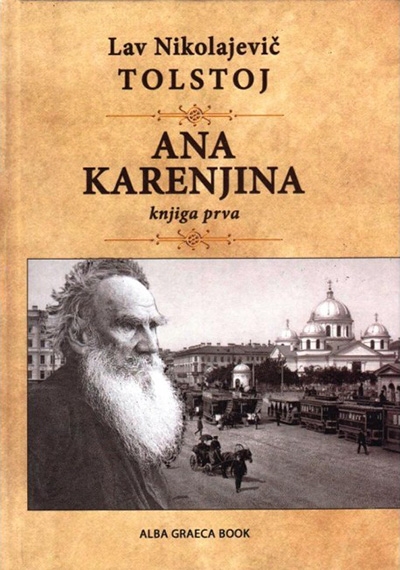 Lav Nikolajevič
TOLSTOJ
ANA
KARENJINA
knjiga prva
ALBA GRAECA BOOK